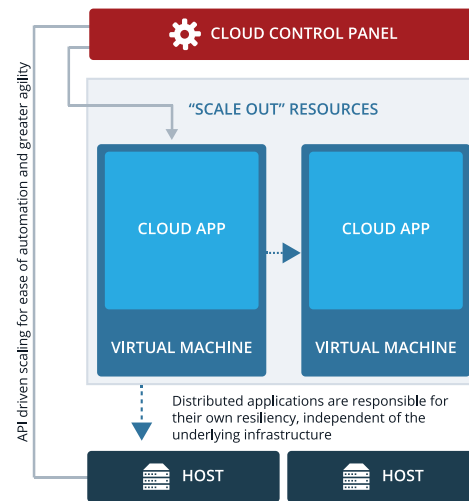 CLOUD CONTROL PANEL
“SCALE OUT” RESOURCES
CLOUD APP
VIRTUAL MACHINE
CLOUD APP
VIRTUAL MACHINE
API driven scaling for ease of automation and greater agility
Distributed applications are responsible for
their own resiliency, independent of the
underlying infrastructure
HOST
HOST